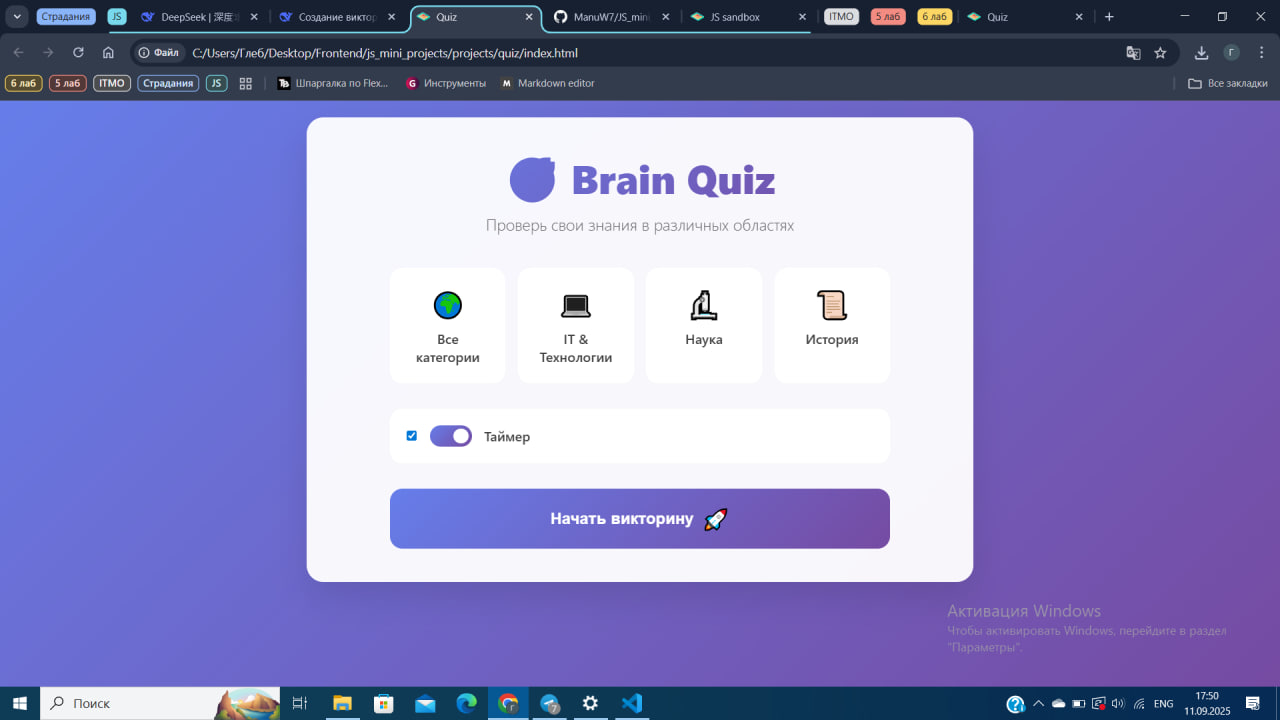 Страдания
JS
DeepSeek | 深度
Создание виктор
Quiz
ManuW7/JS_mini
JS sandbox
ITMO
5 лаб
6 лаб
Quiz
Файл
C:/Users/Глеб/Desktop/Frontend/js_mini_projects/projects/quiz/index.html
Г
6 лаб
5 лаб
ITMO
Страдания
JS
Шпаргалка по Flex...
Инструменты
Markdown editor
Все закладки
Brain Quiz
Проверь свои знания в различных областях
Все
категории
IT &
Технологии
Наука
История
Таймер
Начать викторину
Активация Windows
Чтобы активировать Windows, перейдите в раздел
"Параметры".
Поиск
ENG
17:50
11.09.2025